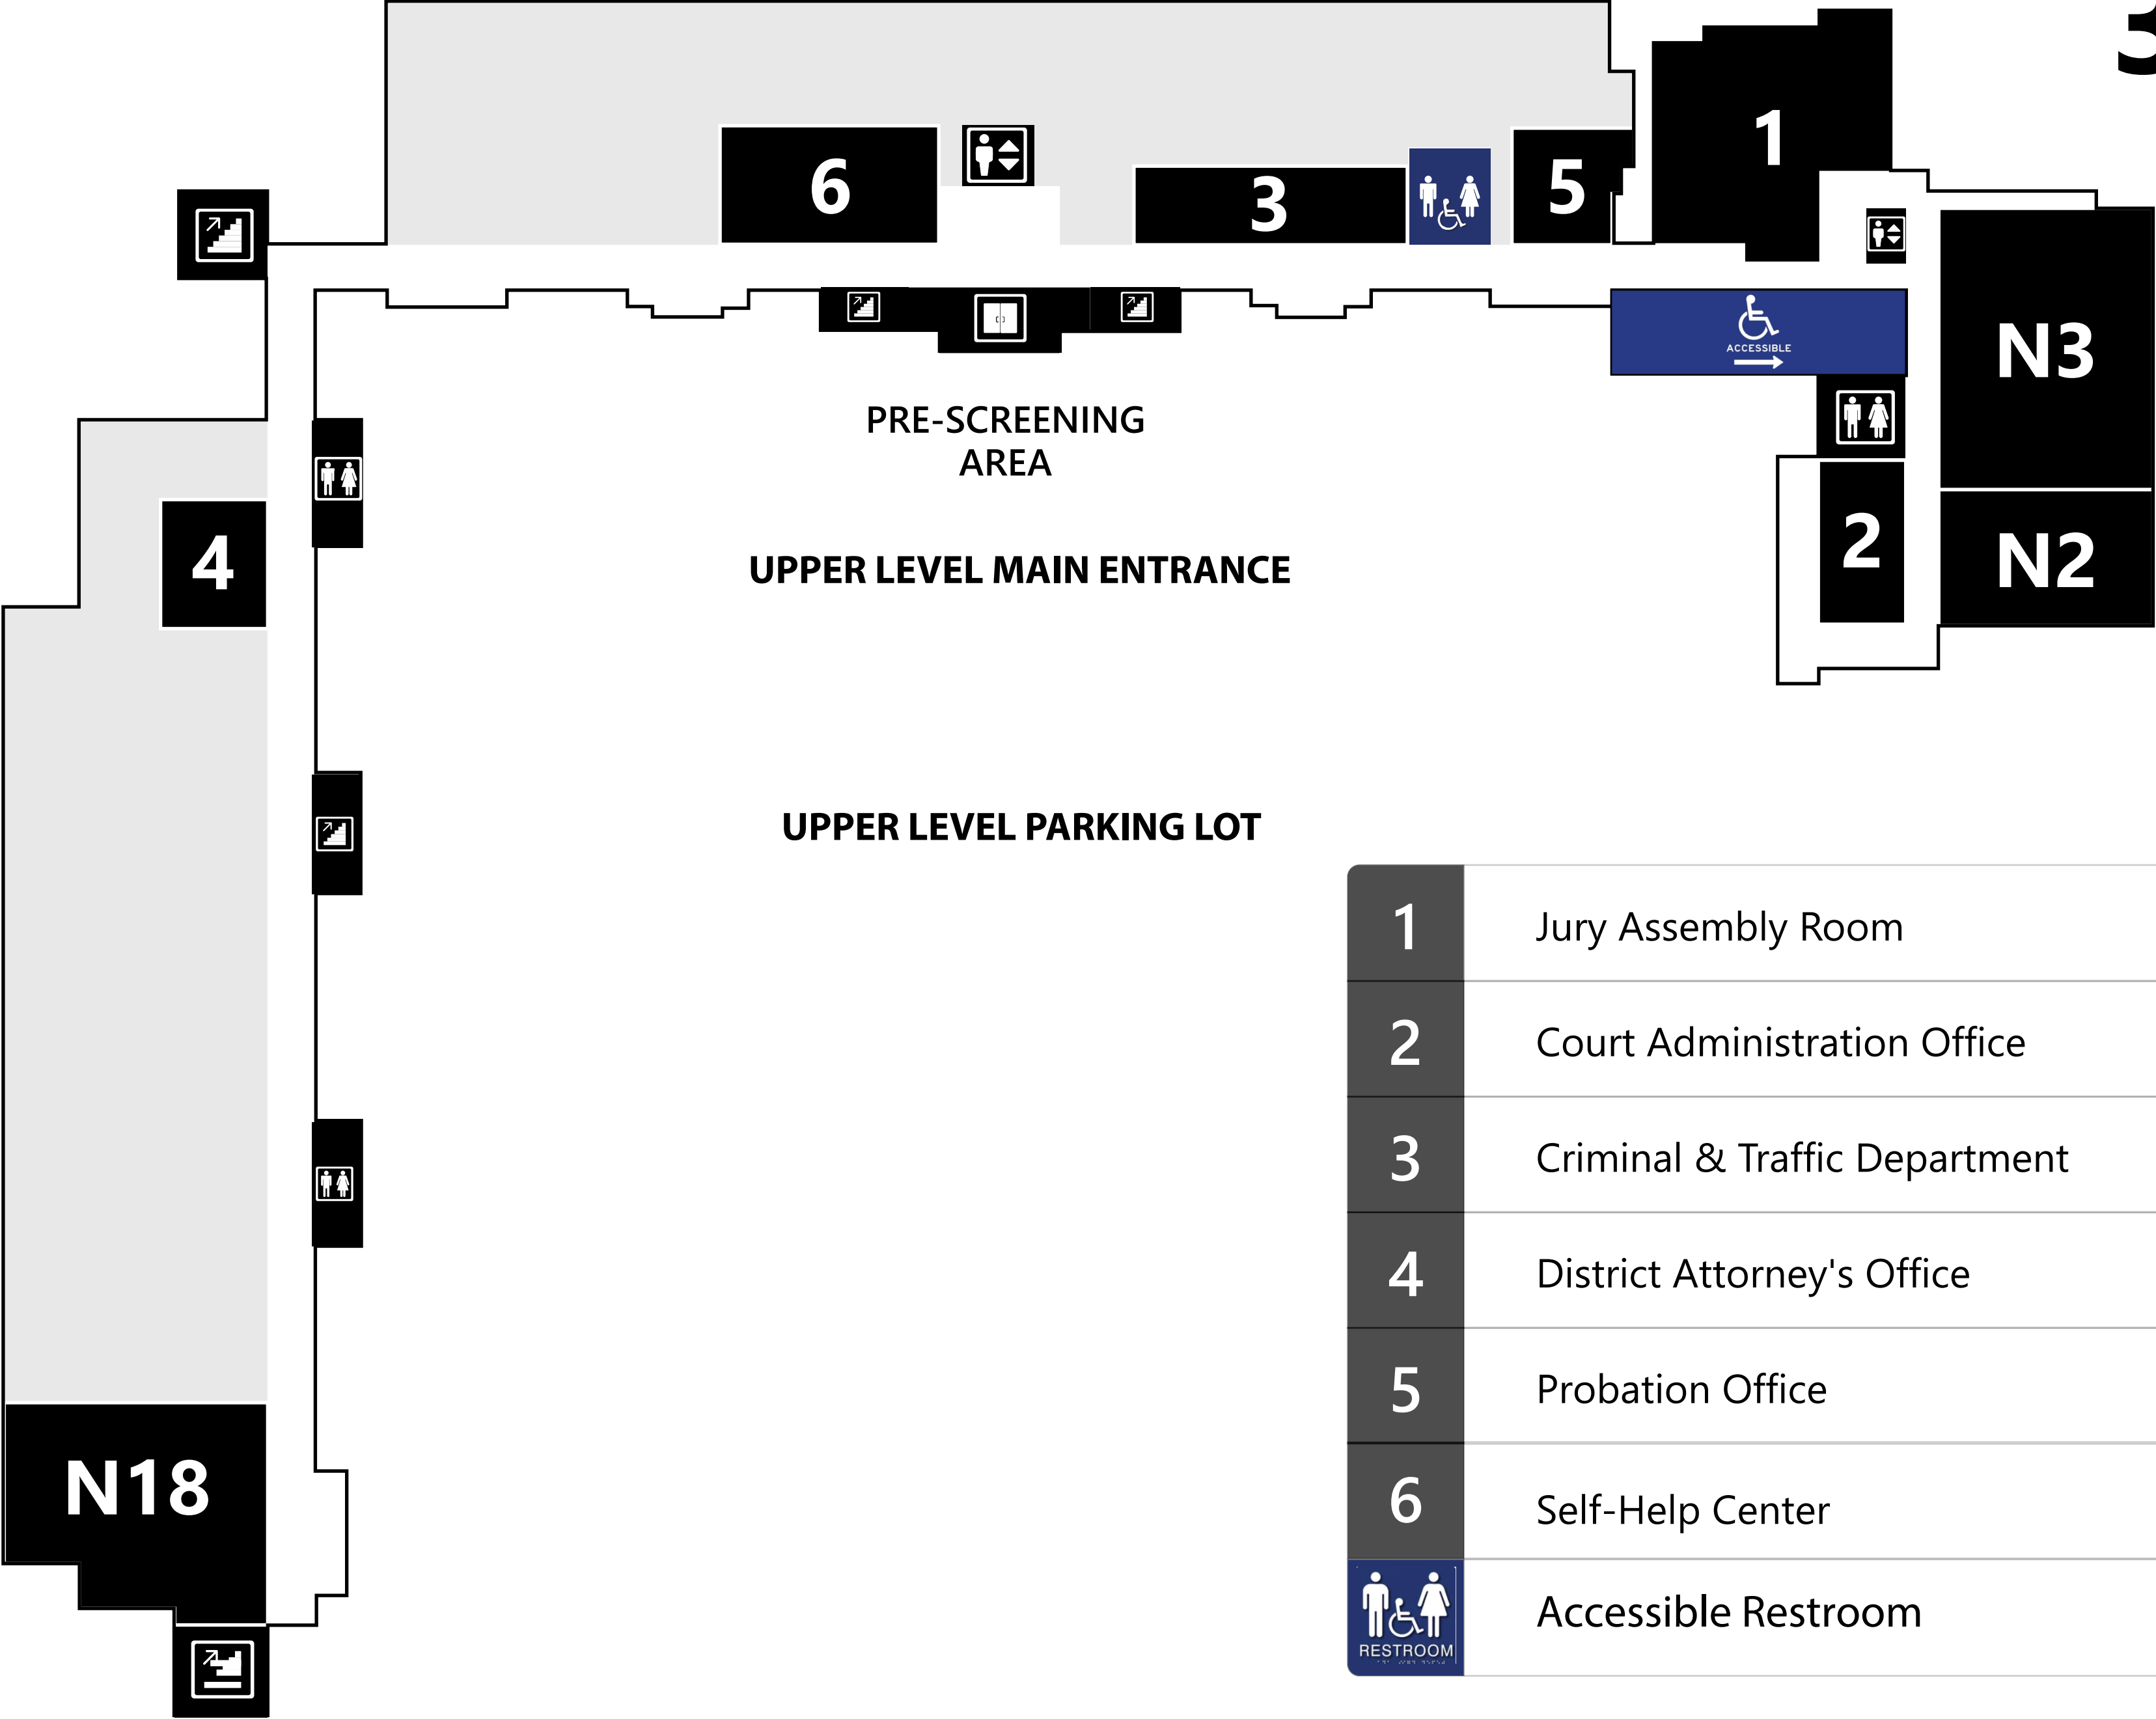 3
1
6
3
5
N3
ACCESSIBLE
PRE-SCREENING
AREA
4
2
N2
UPPER LEVEL MAIN ENTRANCE
UPPER LEVEL PARKING LOT
1 Jury Assembly Room
2 Court Administration Office
3 Criminal & Traffic Department
4 District Attorney's Office
5 Probation Office
N18
6 Self-Help Center
RESTROOM Accessible Restroom